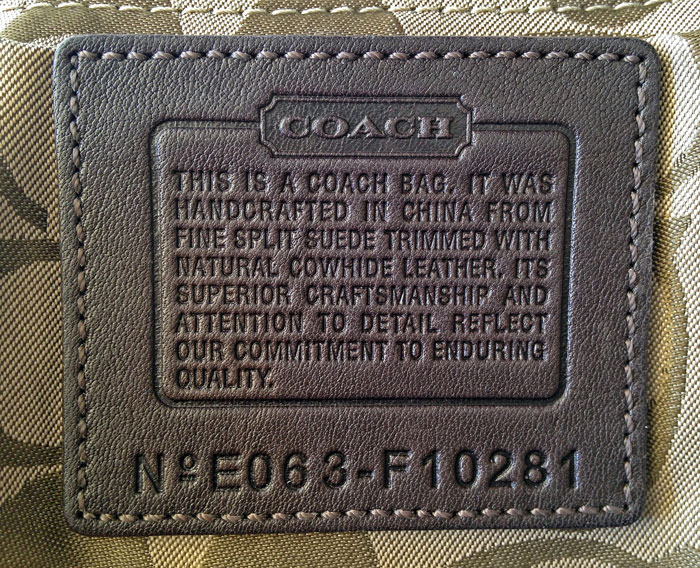 COACH
THIS IS A COACH BAG. IT WAS
HANDCRAFTED IN CHINA FROM
FINE SPLIT SUEDE TRIMMED WITH
NATURAL COWHIDE LEATHER. ITS
SUPERIOR CRAFTSMANSHIP AND
ATTENTION TO DETAIL REFLECT
OUR COMMITMENT TO ENDURING
QUALITY.
Nº E063-F10281